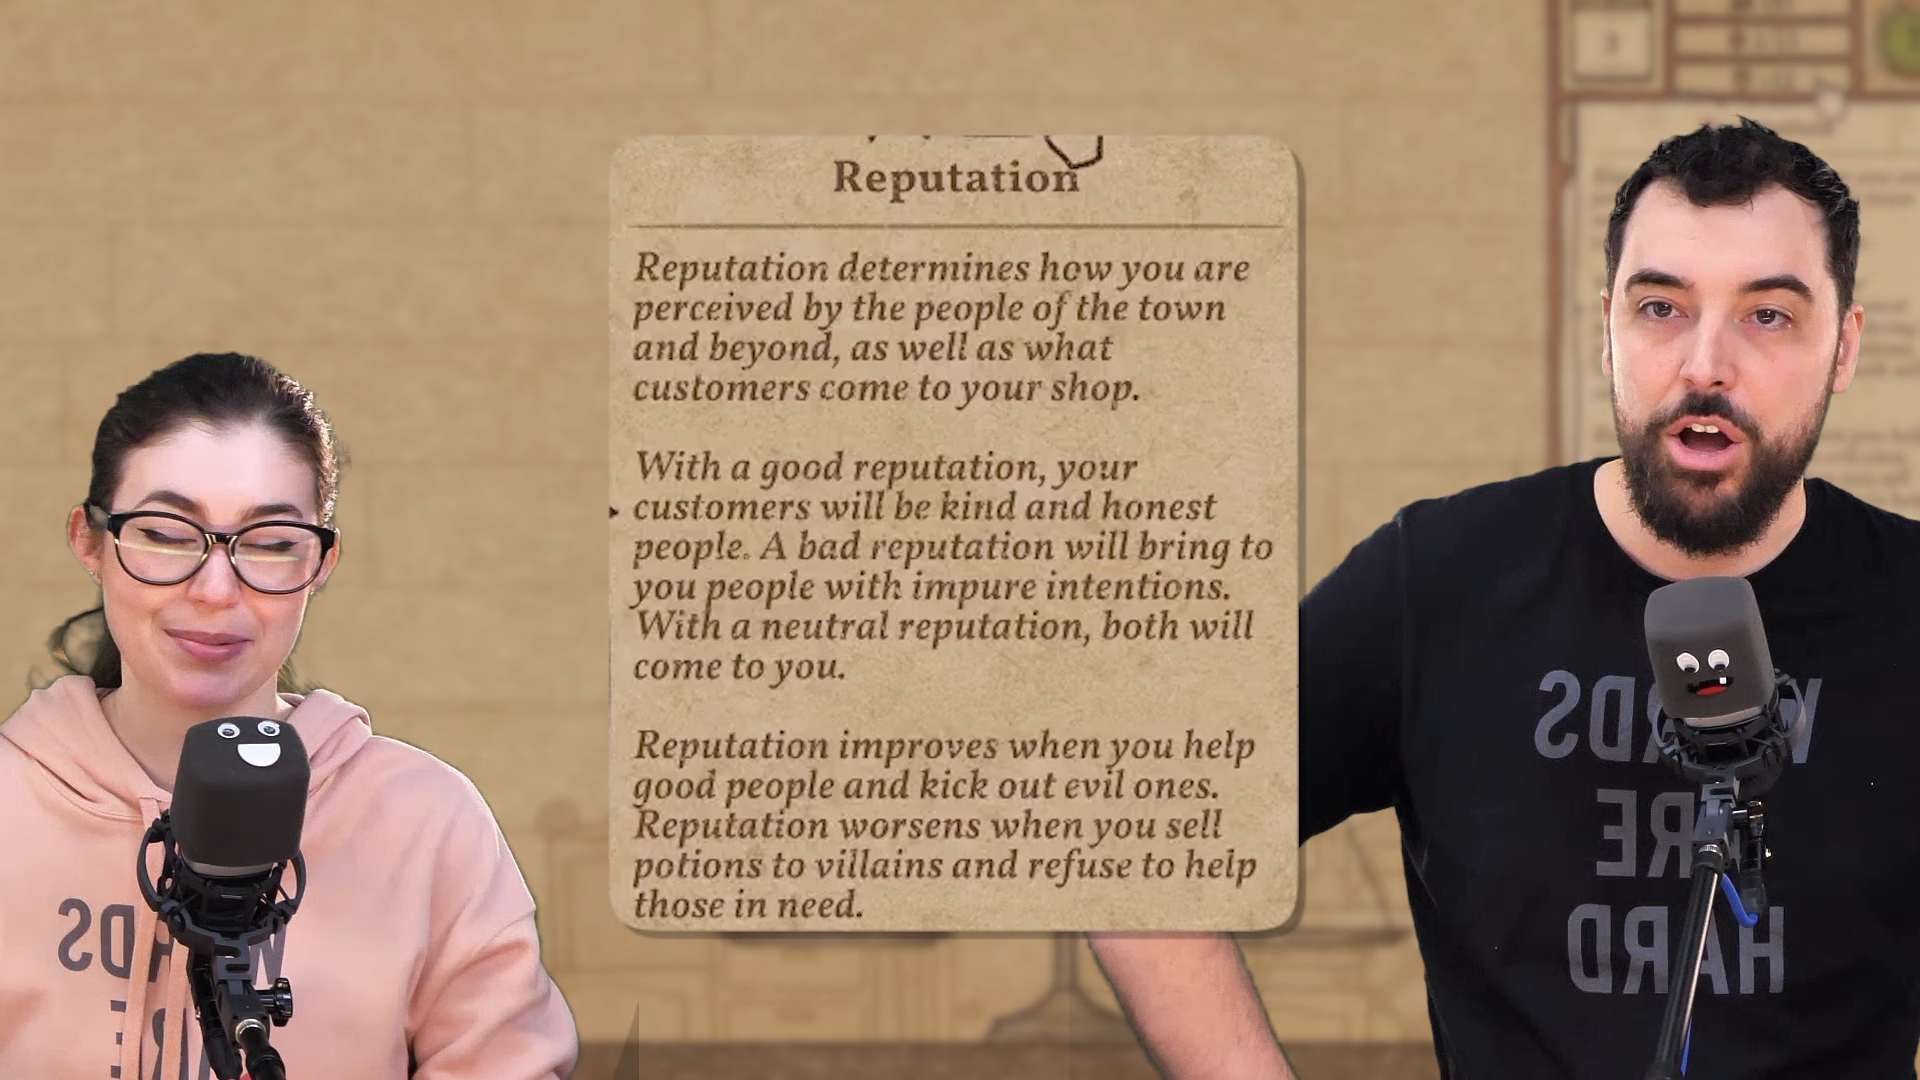 Reputation
Reputation determines how you are
perceived by the people of the town
and beyond, as well as what
customers come to your shop.
With a good reputation, your
customers will be kind and honest
people. A bad reputation will bring to
you people with impure intentions.
With a neutral reputation, both will
come to you.
Reputation improves when you help
good people and kick out evil ones.
Reputation worsens when you sell
potions to villains and refuse to help
those in need.
WORDS
ARE
HARD